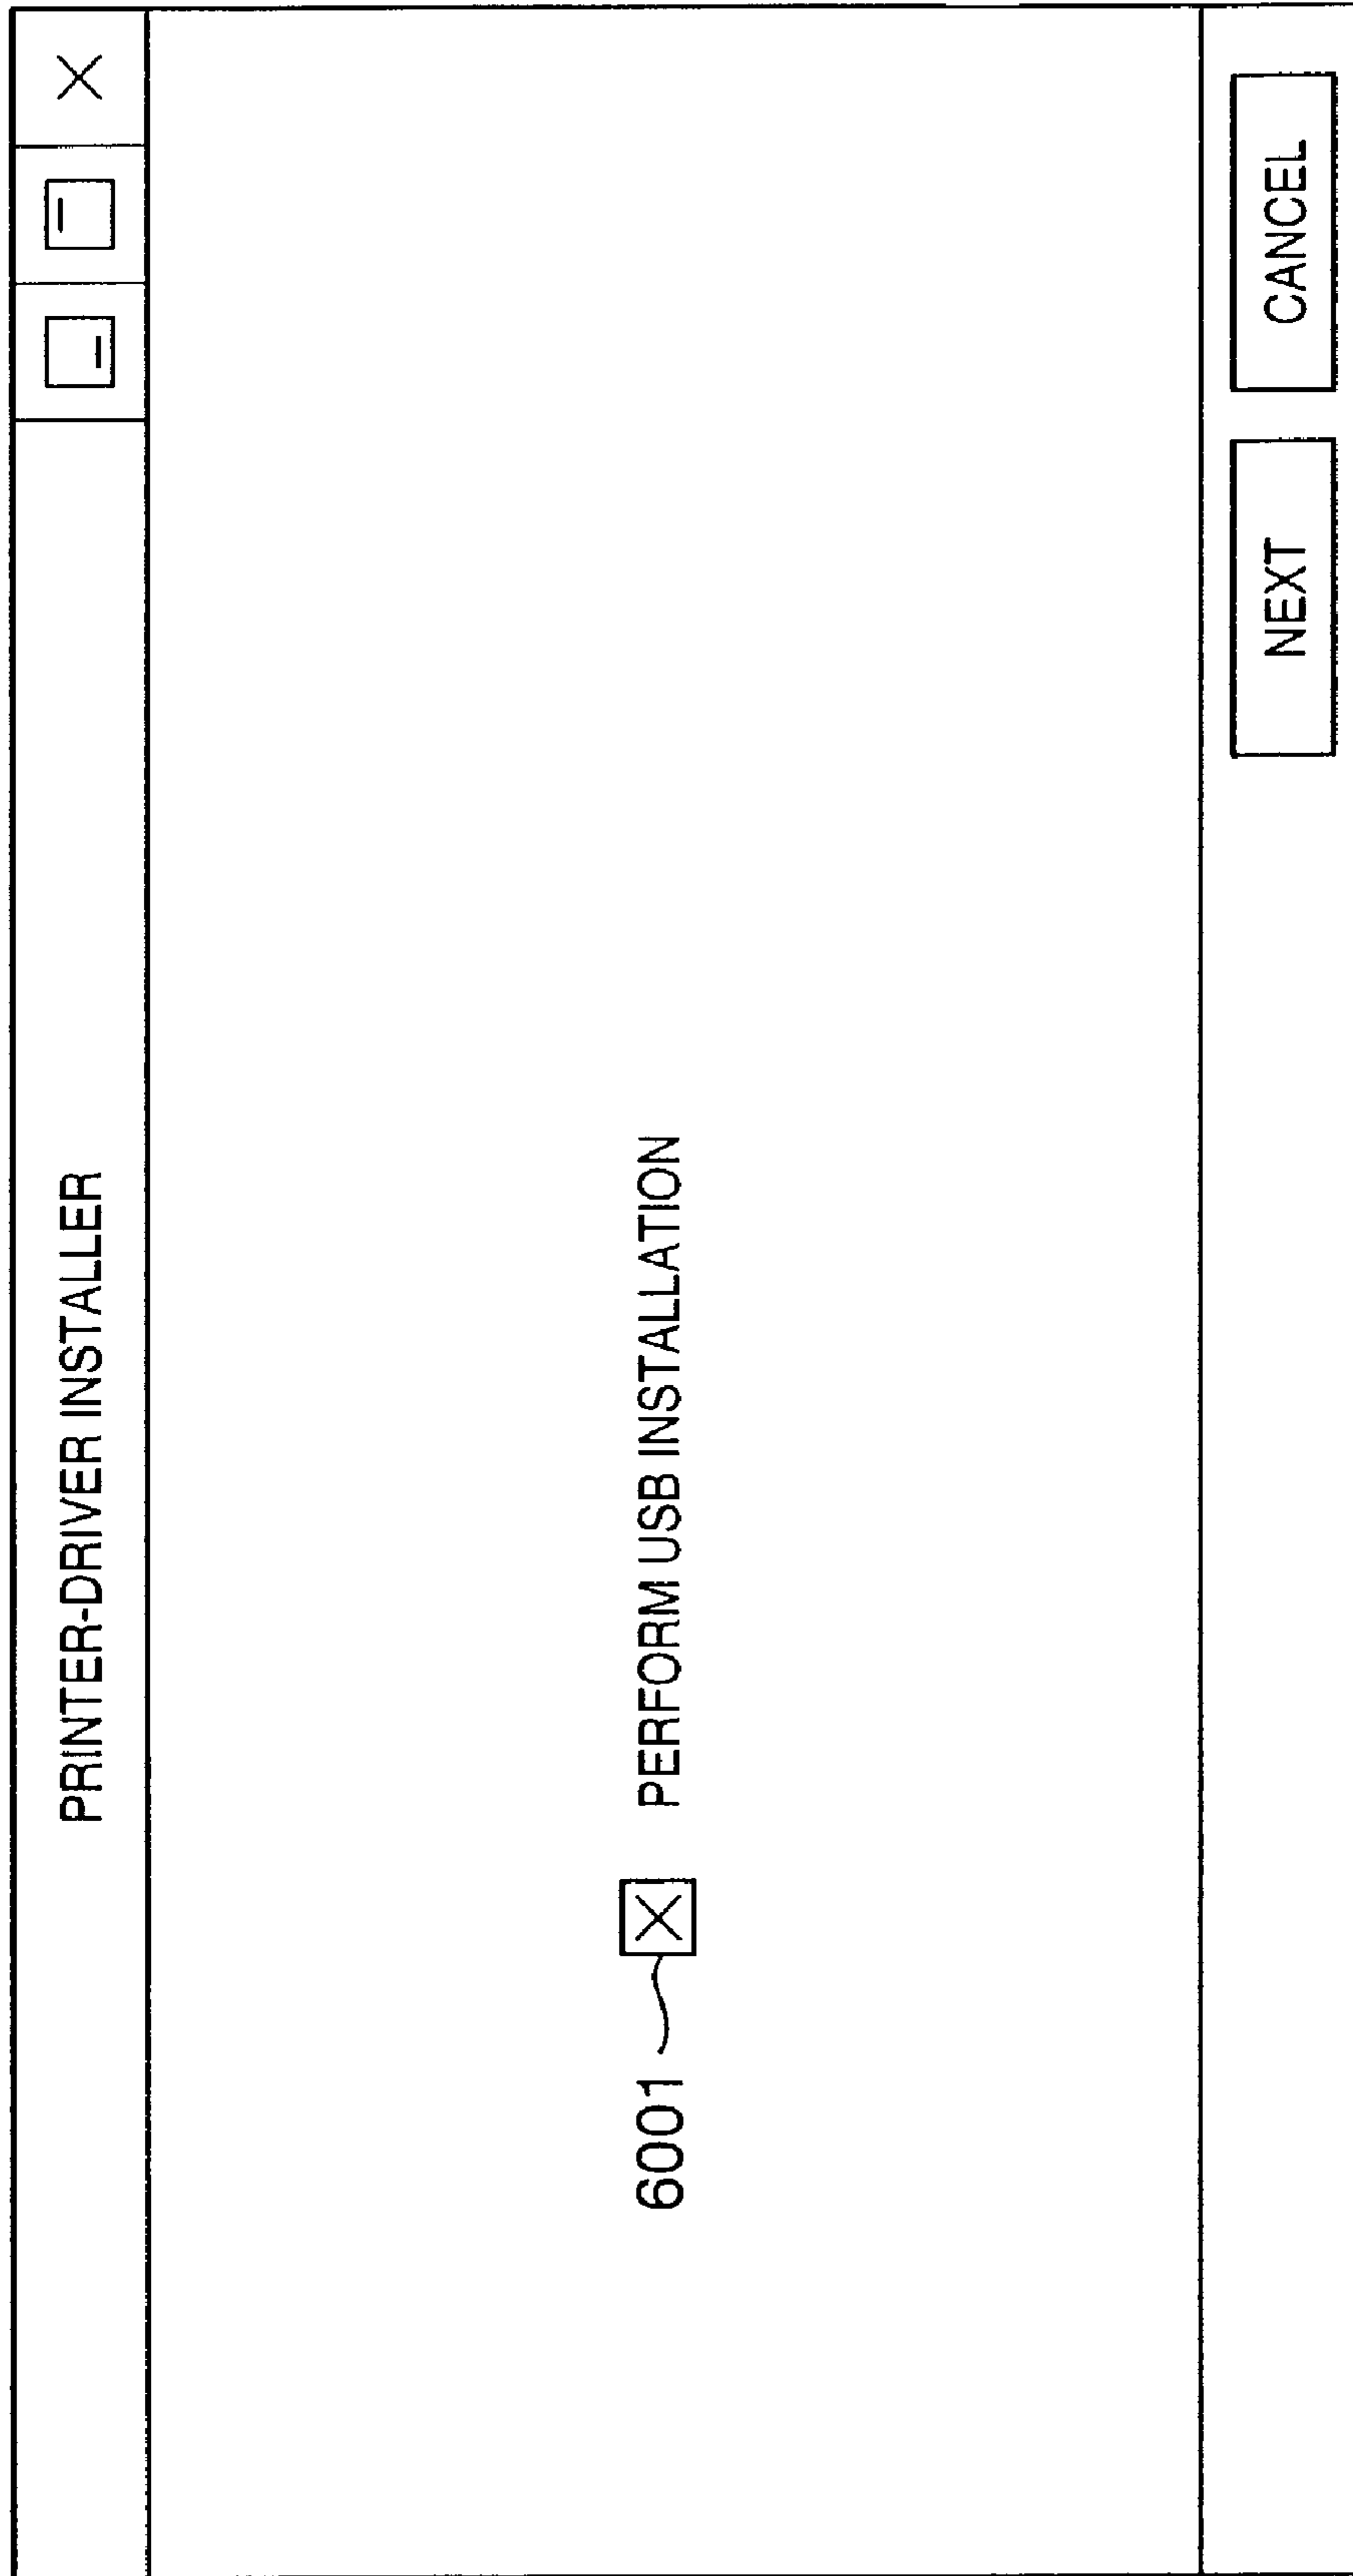 PRINTER-DRIVER INSTALLER
6001 PERFORM USB INSTALLATION
NEXT CANCEL